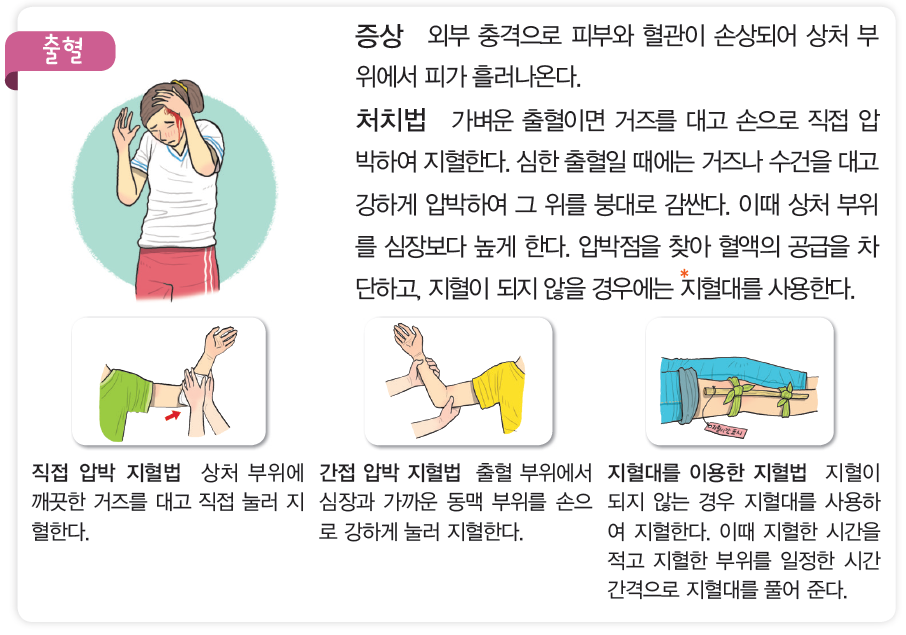 출혈
증상 외부 충격으로 피부와 혈관이 손상되어 상처 부
위에서 피가 흘러나온다.
처치법 가벼운 출혈이면 거즈를 대고 손으로 직접 압
박하여 지혈한다. 심한 출혈일 때에는 거즈나 수건을 대고
강하게 압박하여 그 위를 붕대로 감싼다. 이때 상처 부위
를 심장보다 높게 한다. 압박점을 찾아 혈액의 공급을 차
단하고, 지혈이 되지 않을 경우에는 *지혈대를 사용한다.
직접 압박 지혈법 상처 부위에
깨끗한 거즈를 대고 직접 눌러 지
혈한다.
간접 압박 지혈법 출혈 부위에서
심장과 가까운 동맥 부위를 손으
로 강하게 눌러 지혈한다.
지혈대를 이용한 지혈법 지혈이
되지 않는 경우 지혈대를 사용하
여 지혈한다. 이때 지혈한 시간을
적고 지혈한 부위를 일정한 시간
간격으로 지혈대를 풀어 준다.